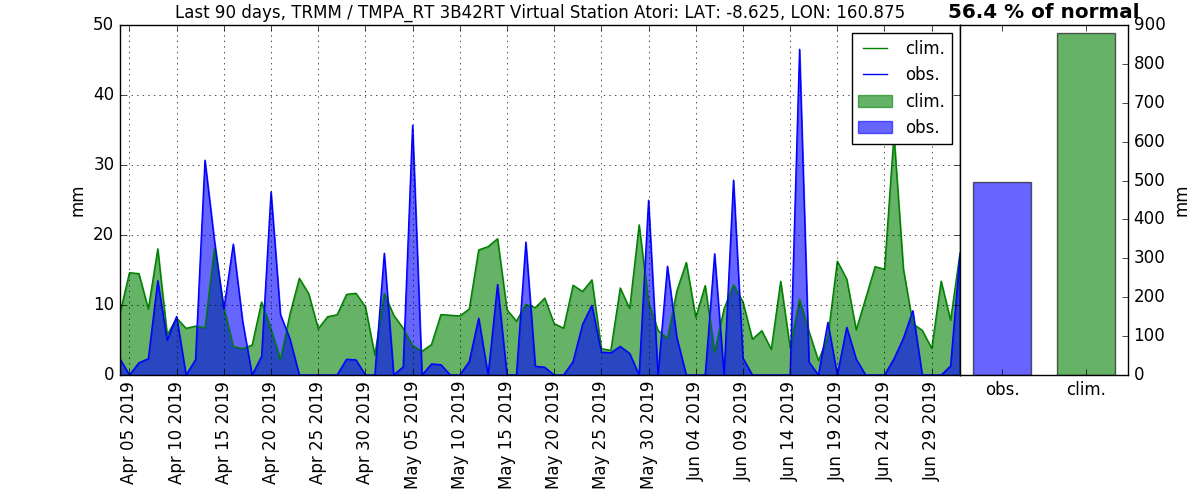 Last 90 days, TRMM / TMPA_RT 3B42RT Virtual Station Atori: LAT: -8.625, LON: 160.875
56.4 % of normal
50
40
30
20
10
0
mm
clim.
obs.
clim.
obs.
900
800
700
600
500
400
300
200
100
0
mm
Apr 05 2019
Apr 10 2019
Apr 15 2019
Apr 20 2019
Apr 25 2019
Apr 30 2019
May 05 2019
May 10 2019
May 15 2019
May 20 2019
May 25 2019
May 30 2019
Jun 04 2019
Jun 09 2019
Jun 14 2019
Jun 19 2019
Jun 24 2019
Jun 29 2019
obs.
clim.